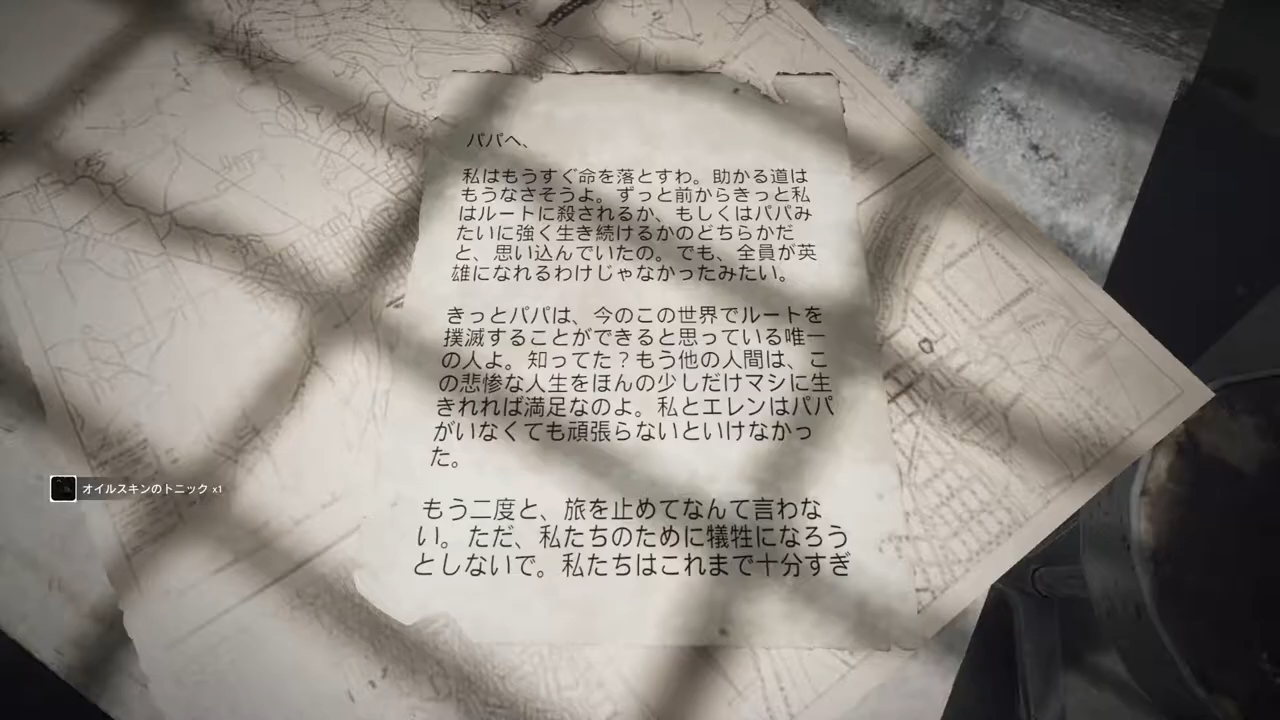 パパへ、
私はもうすぐ命を落とすわ。助かる道は
もうなさそうよ。ずっと前からきっと私
はルートに殺されるか、もしくはパパみ
たいに強く生き続けるかのどちらかだ
と、思い込んでいたの。でも、全員が英
雄になれるわけじゃなかったみたい。
きっとパパは、今のこの世界でルートを
撲滅することができると思っている唯一
の人よ。知ってた？もう他の人間は、こ
の悲惨な人生をほんの少しだけマシに生
きれれば満足なのよ。私とエレンはパパ
がいなくても頑張らないといけなかっ
た。
もう二度と、旅を止めてなんて言わな
い。ただ、私たちのために犠牲になろう
としないで。私たちはこれまで十分すぎ
オイルスキンのトニック x1